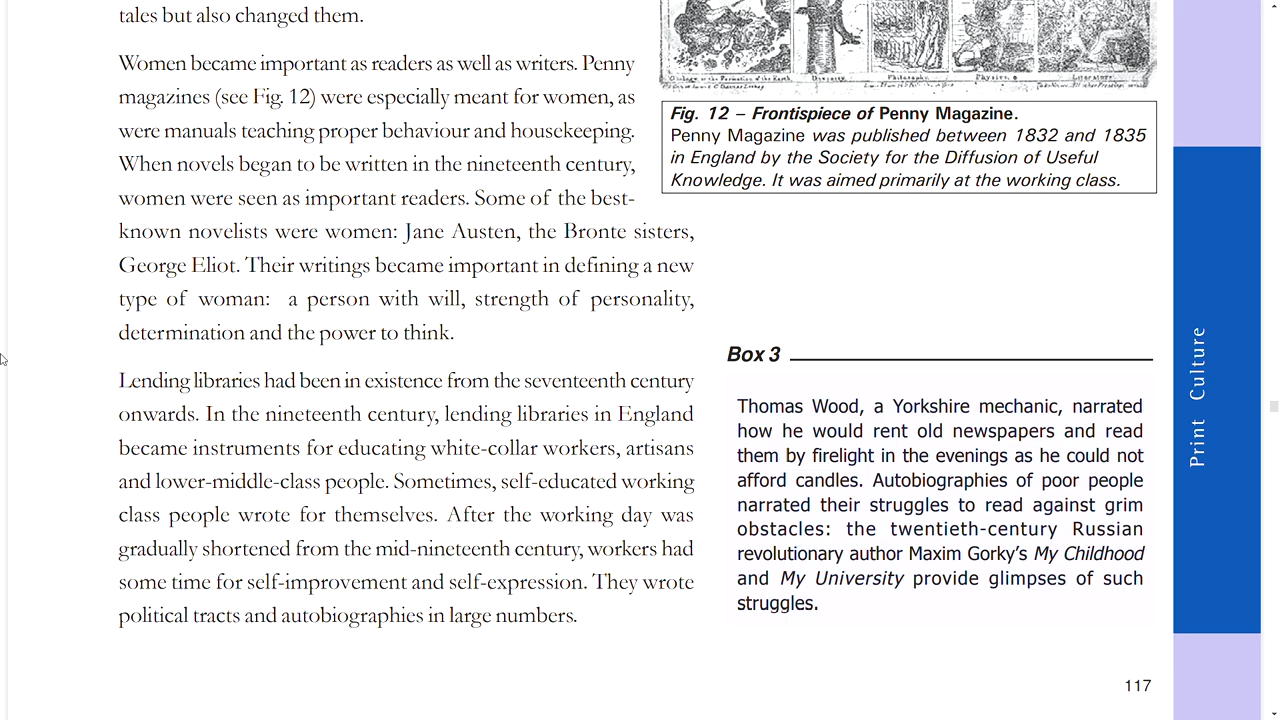 tales but also changed them.
Women became important as readers as well as writers. Penny
magazines (see Fig. 12) were especially meant for women, as
were manuals teaching proper behaviour and housekeeping.
When novels began to be written in the nineteenth century,
women were seen as important readers. Some of the best-
known novelists were women: Jane Austen, the Bronte sisters,
George Eliot. Their writings became important in defining a new
type of woman: a person with will, strength of personality,
determination and the power to think.
Lending libraries had been in existence from the seventeenth century
onwards. In the nineteenth century, lending libraries in England
became instruments for educating white-collar workers, artisans
and lower-middle-class people. Sometimes, self-educated working
class people wrote for themselves. After the working day was
gradually shortened from the mid-nineteenth century, workers had
some time for self-improvement and self-expression. They wrote
political tracts and autobiographies in large numbers.
Philosophy.
Physics.
Literature.
Fig. 12 – Frontispiece of Penny Magazine.
Penny Magazine was published between 1832 and 1835
in England by the Society for the Diffusion of Useful
Knowledge. It was aimed primarily at the working class.
Box 3
Thomas Wood, a Yorkshire mechanic, narrated
how he would rent old newspapers and read
them by firelight in the evenings as he could not
afford candles. Autobiographies of poor people
narrated their struggles to read against grim
obstacles: the twentieth-century Russian
revolutionary author Maxim Gorky's My Childhood
and My University provide glimpses of such
struggles.
Print Culture
117